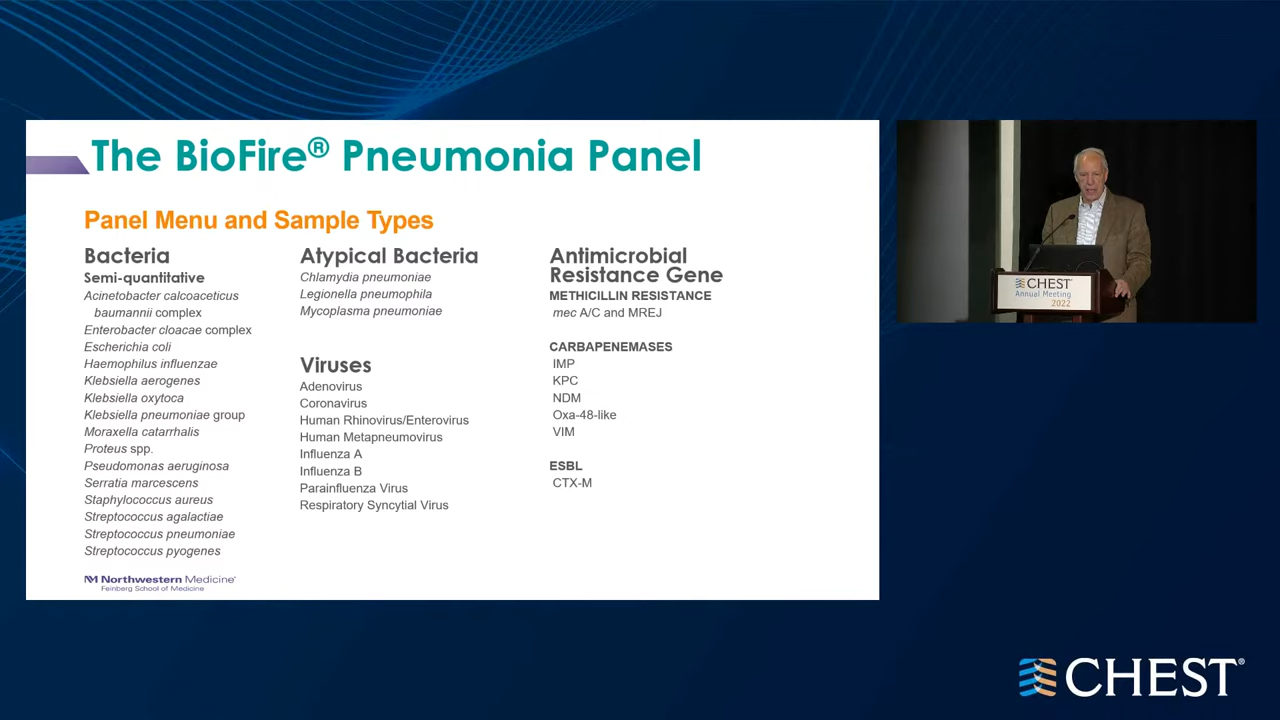 The BioFire® Pneumonia Panel
Panel Menu and Sample Types
Bacteria
Semi-quantitative
Acinetobacter calcoaceticus
baumannii complex
Enterobacter cloacae complex
Escherichia coli
Haemophilus influenzae
Klebsiella aerogenes
Klebsiella oxytoca
Klebsiella pneumoniae group
Moraxella catarrhalis
Proteus spp.
Pseudomonas aeruginosa
Serratia marcescens
Staphylococcus aureus
Streptococcus agalactiae
Streptococcus pneumoniae
Streptococcus pyogenes
Atypical Bacteria
Chlamydia pneumoniae
Legionella pneumophila
Mycoplasma pneumoniae
Viruses
Adenovirus
Coronavirus
Human Rhinovirus/Enterovirus
Human Metapneumovirus
Influenza A
Influenza B
Parainfluenza Virus
Respiratory Syncytial Virus
Antimicrobial
Resistance Gene
METHICILLIN RESISTANCE
mec A/C and MREJ
CARBAPENEMASES
IMP
KPC
NDM
Oxa-48-like
VIM
ESBL
CTX-M
Northwestern Medicine®
Feinberg School of Medicine
CHEST
Annual Meeting
2022
CHEST®